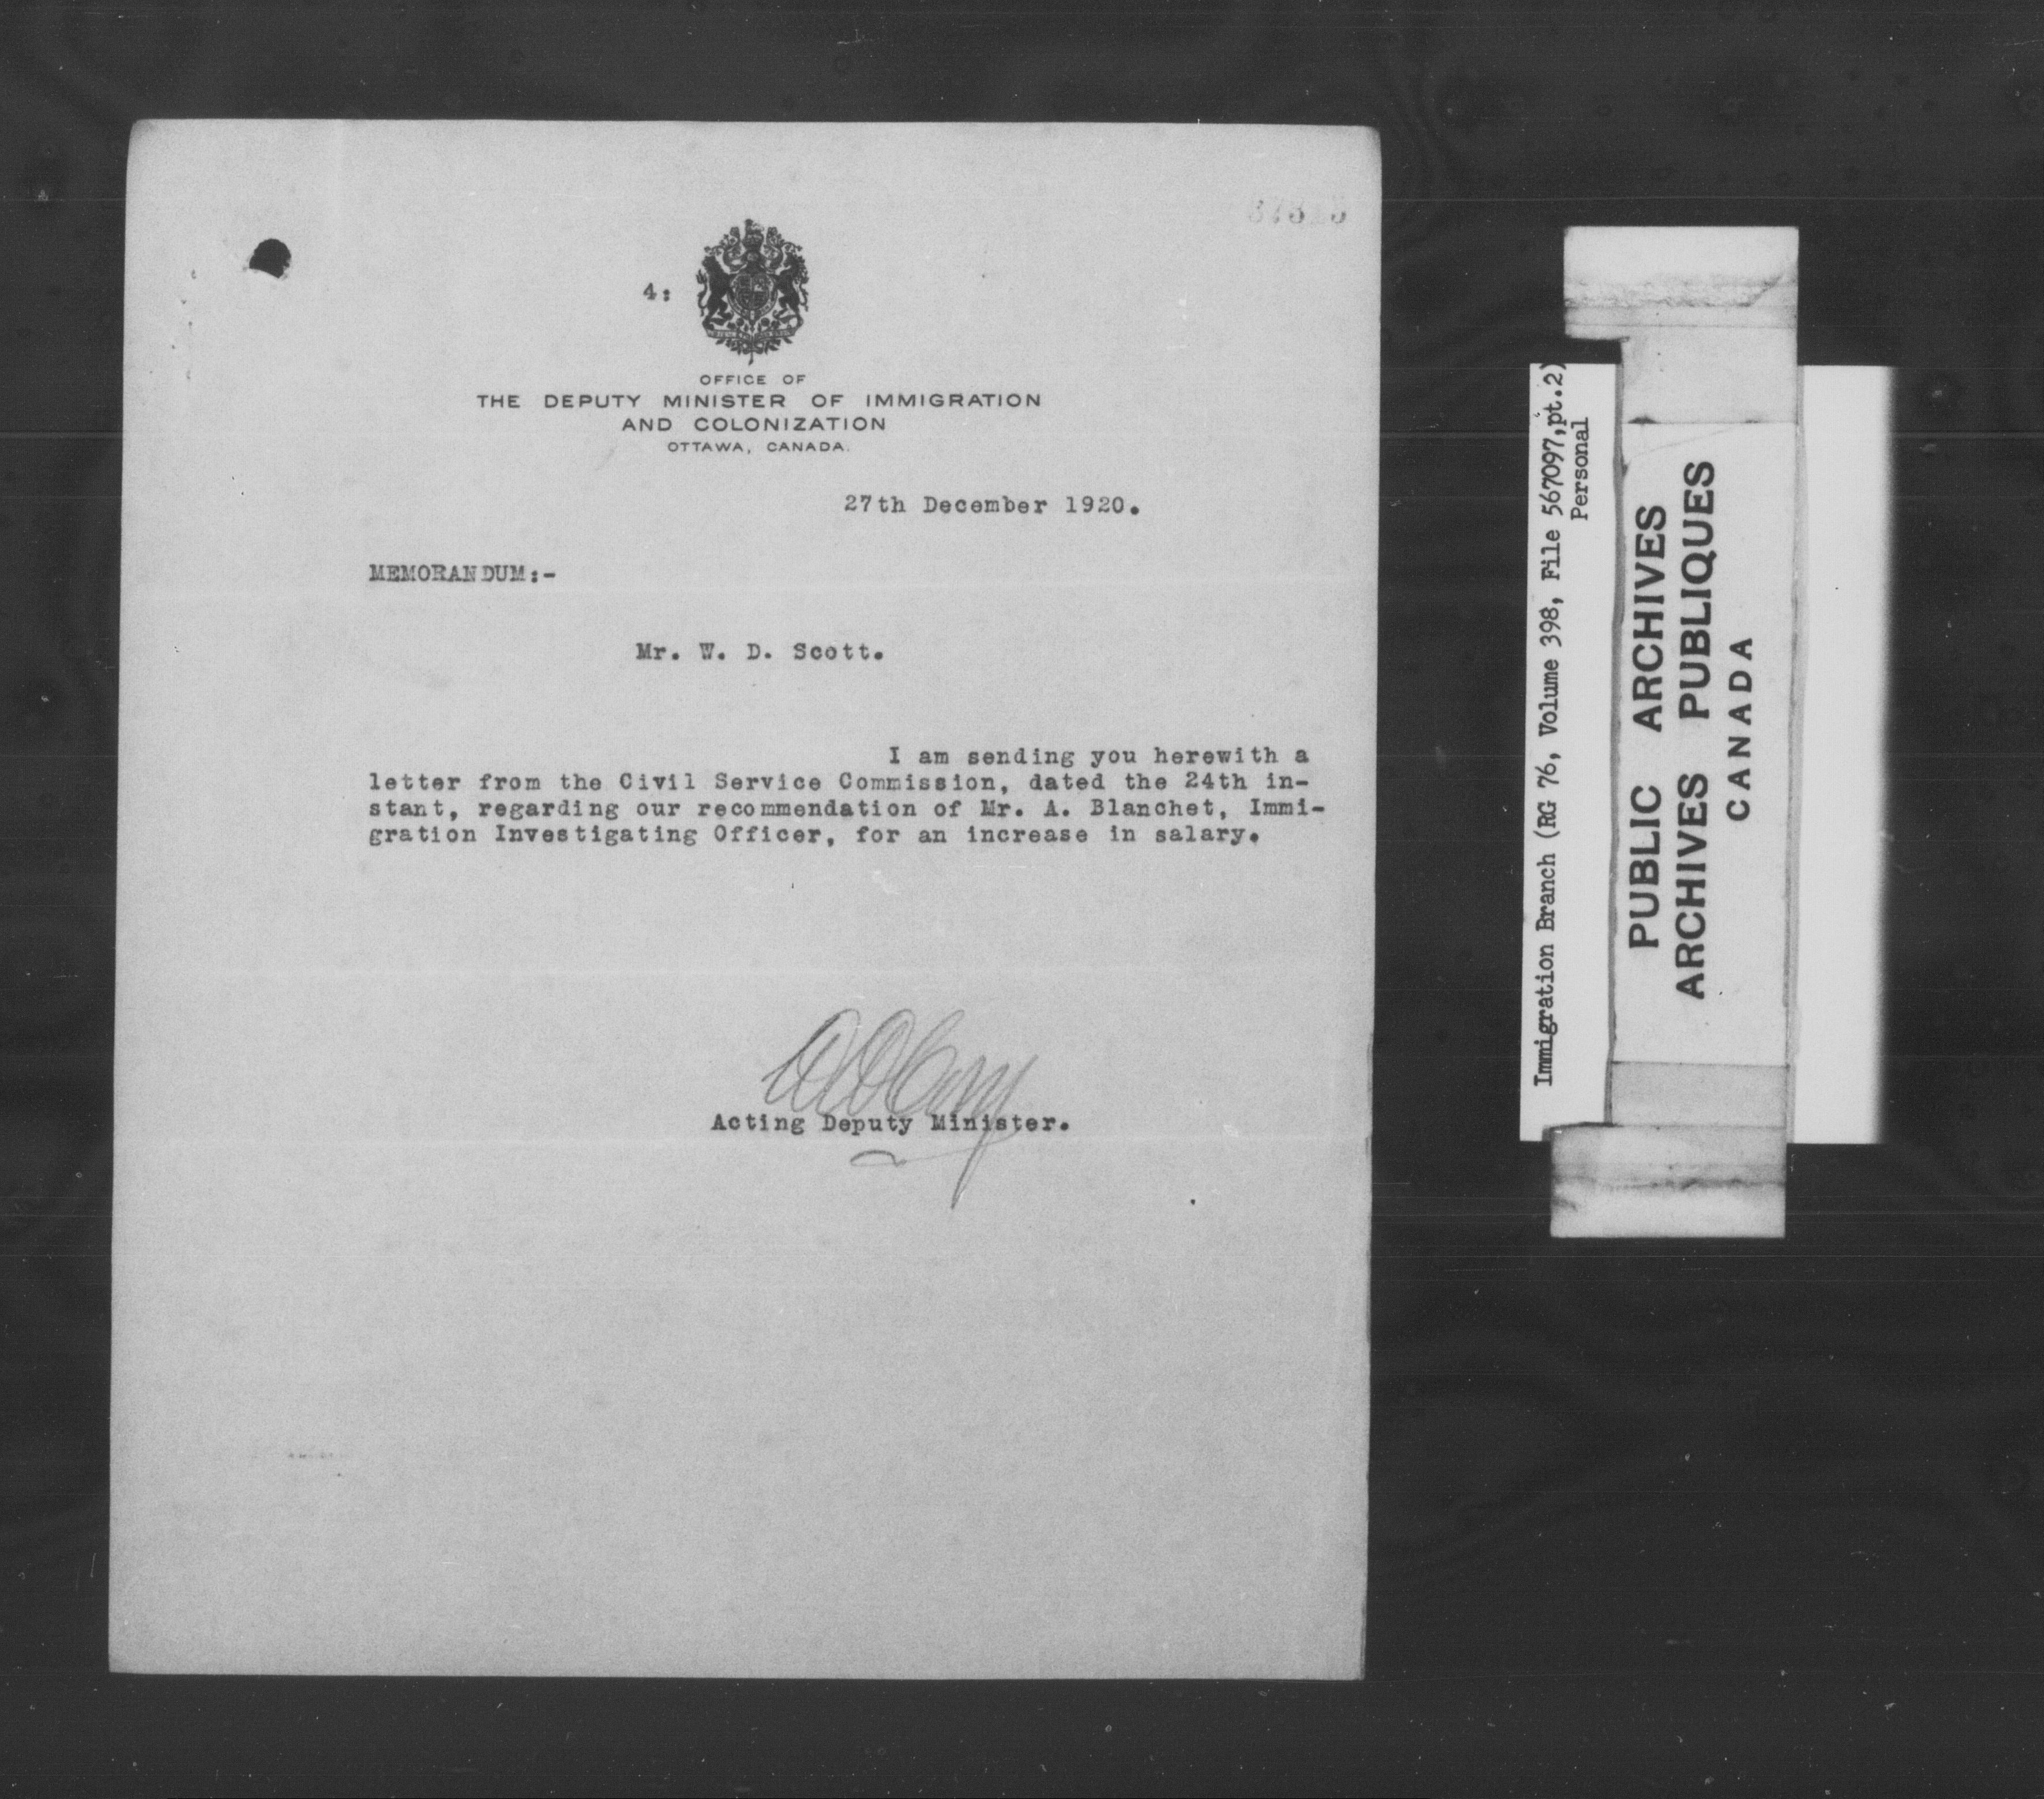 4:
OFFICE OF
THE DEPUTY MINISTER OF IMMIGRATION
AND COLONIZATION
OTTAWA, CANADA.
27th December 1920.
MEMORANDUM:-
Mr. W. D. Scott.
I am sending you herewith a
letter from the Civil Service Commission, dated the 24th in-
stant, regarding our recommendation of Mr. A. Blanchet, Immi-
gration Investigating Officer, for an increase in salary.
Acting Deputy Minister.
Immigration Branch (RG 76, Volume 398, File 567097,pt.2)
Personal
PUBLIC ARCHIVES
ARCHIVES PUBLIQUES
CANADA